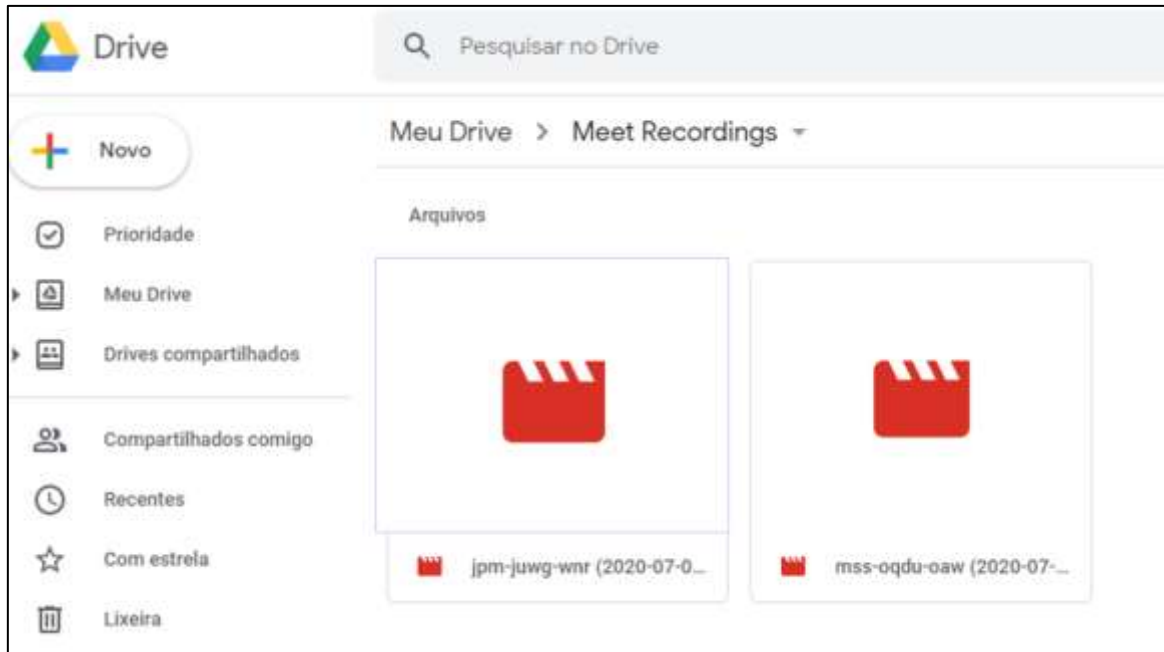 Drive
Pesquisar no Drive
Novo
Meu Drive > Meet Recordings
Arquivos
Prioridade
Meu Drive
Drives compartilhados
Compartilhados comigo
Recentes
Com estrela
Lixeira
jpm-juwg-wnr (2020-07-0...
mss-oqdu-oaw (2020-07-...